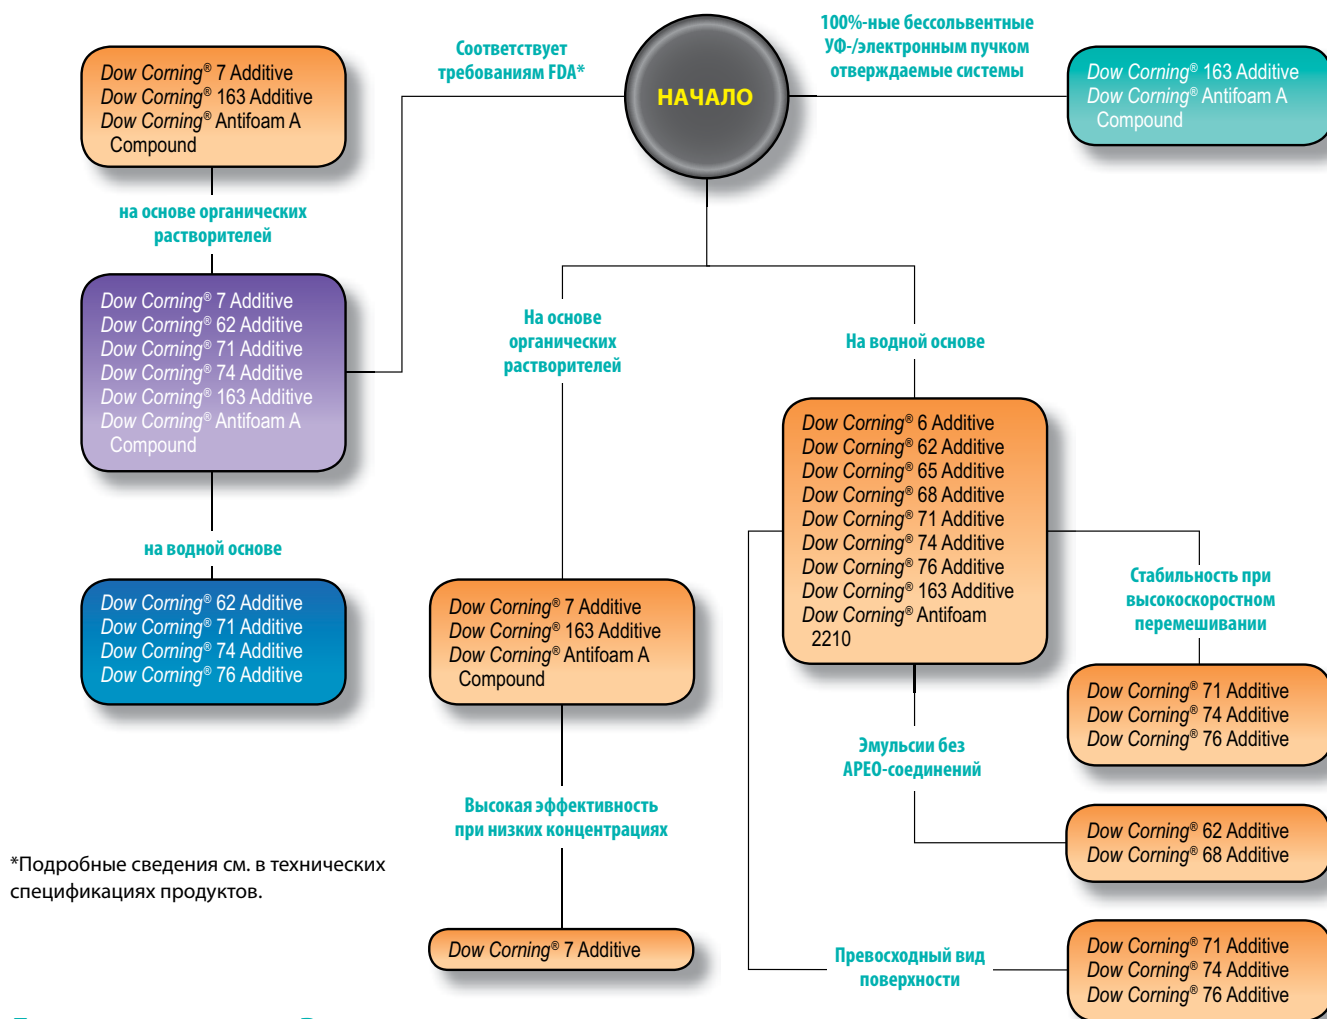 НАЧАЛО
Соответствует
требованиям FDA*
100%-ные бессольвентные
УФ-/электронным пучком
отверждаемые системы
Dow Corning® 163 Additive
Dow Corning® Antifoam A
Compound
Dow Corning® 7 Additive
Dow Corning® 163 Additive
Dow Corning® Antifoam A
Compound
на основе органических
растворителей
Dow Corning® 7 Additive
Dow Corning® 62 Additive
Dow Corning® 71 Additive
Dow Corning® 74 Additive
Dow Corning® 163 Additive
Dow Corning® Antifoam A
Compound
на водной основе
Dow Corning® 62 Additive
Dow Corning® 71 Additive
Dow Corning® 74 Additive
Dow Corning® 76 Additive
На основе
органических
растворителей
Dow Corning® 7 Additive
Dow Corning® 163 Additive
Dow Corning® Antifoam A
Compound
Высокая эффективность
при низких концентрациях
Dow Corning® 7 Additive
На водной основе
Dow Corning® 6 Additive
Dow Corning® 62 Additive
Dow Corning® 65 Additive
Dow Corning® 68 Additive
Dow Corning® 71 Additive
Dow Corning® 74 Additive
Dow Corning® 76 Additive
Dow Corning® 163 Additive
Dow Corning® Antifoam
2210
Стабильность при
высокоскоростном
перемешивании
Dow Corning® 71 Additive
Dow Corning® 74 Additive
Dow Corning® 76 Additive
Эмульсии без
APEO-соединений
Dow Corning® 62 Additive
Dow Corning® 68 Additive
Превосходный вид
поверхности
Dow Corning® 71 Additive
Dow Corning® 74 Additive
Dow Corning® 76 Additive
*Подробные сведения см. в технических
спецификациях продуктов.